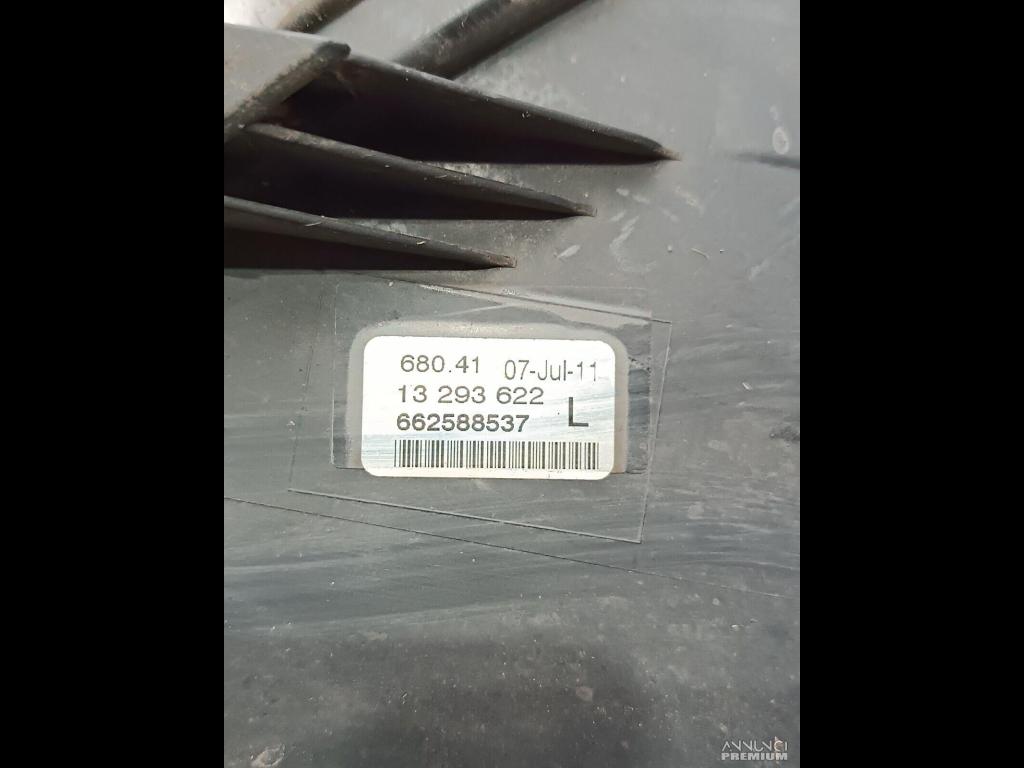 680.41 07-Jul-11
13 293 622
662588537 L
ANNUNCI
PREMIUM